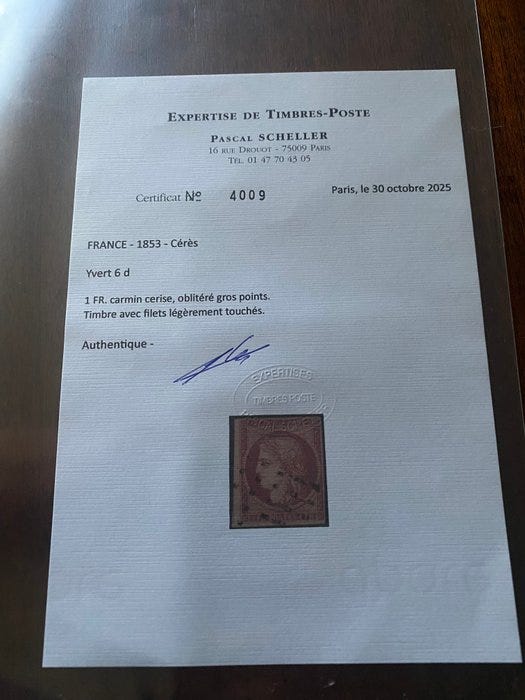 EXPERTISE DE TIMBRES-POSTE
PASCAL SCHELLER
16 RUE DROUOT - 75009 PARIS
TÉL. 01 47 70 43 05
Certificat No 4009
Paris, le 30 octobre 2025
FRANCE - 1853 - Cérès
Yvert 6 d
1 FR. carmin cerise, oblitéré gros points.
Timbre avec filets légèrement touchés.
Authentique -
EXPERTISES
TIMBRES POSTE